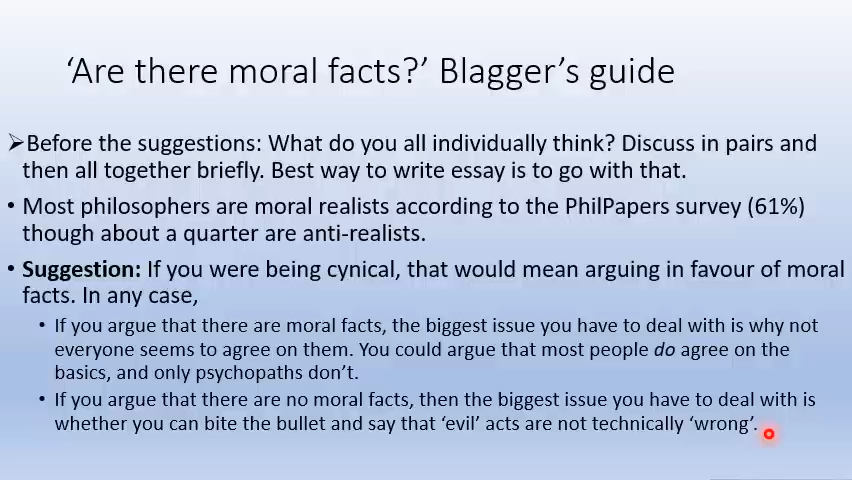 ‘Are there moral facts?’ Blagger’s guide
➢Before the suggestions: What do you all individually think? Discuss in pairs and
then all together briefly. Best way to write essay is to go with that.
• Most philosophers are moral realists according to the PhilPapers survey (61%)
though about a quarter are anti-realists.
• Suggestion: If you were being cynical, that would mean arguing in favour of moral
facts. In any case,
• If you argue that there are moral facts, the biggest issue you have to deal with is why not
everyone seems to agree on them. You could argue that most people do agree on the
basics, and only psychopaths don’t.
• If you argue that there are no moral facts, then the biggest issue you have to deal with is
whether you can bite the bullet and say that ‘evil’ acts are not technically ‘wrong’.